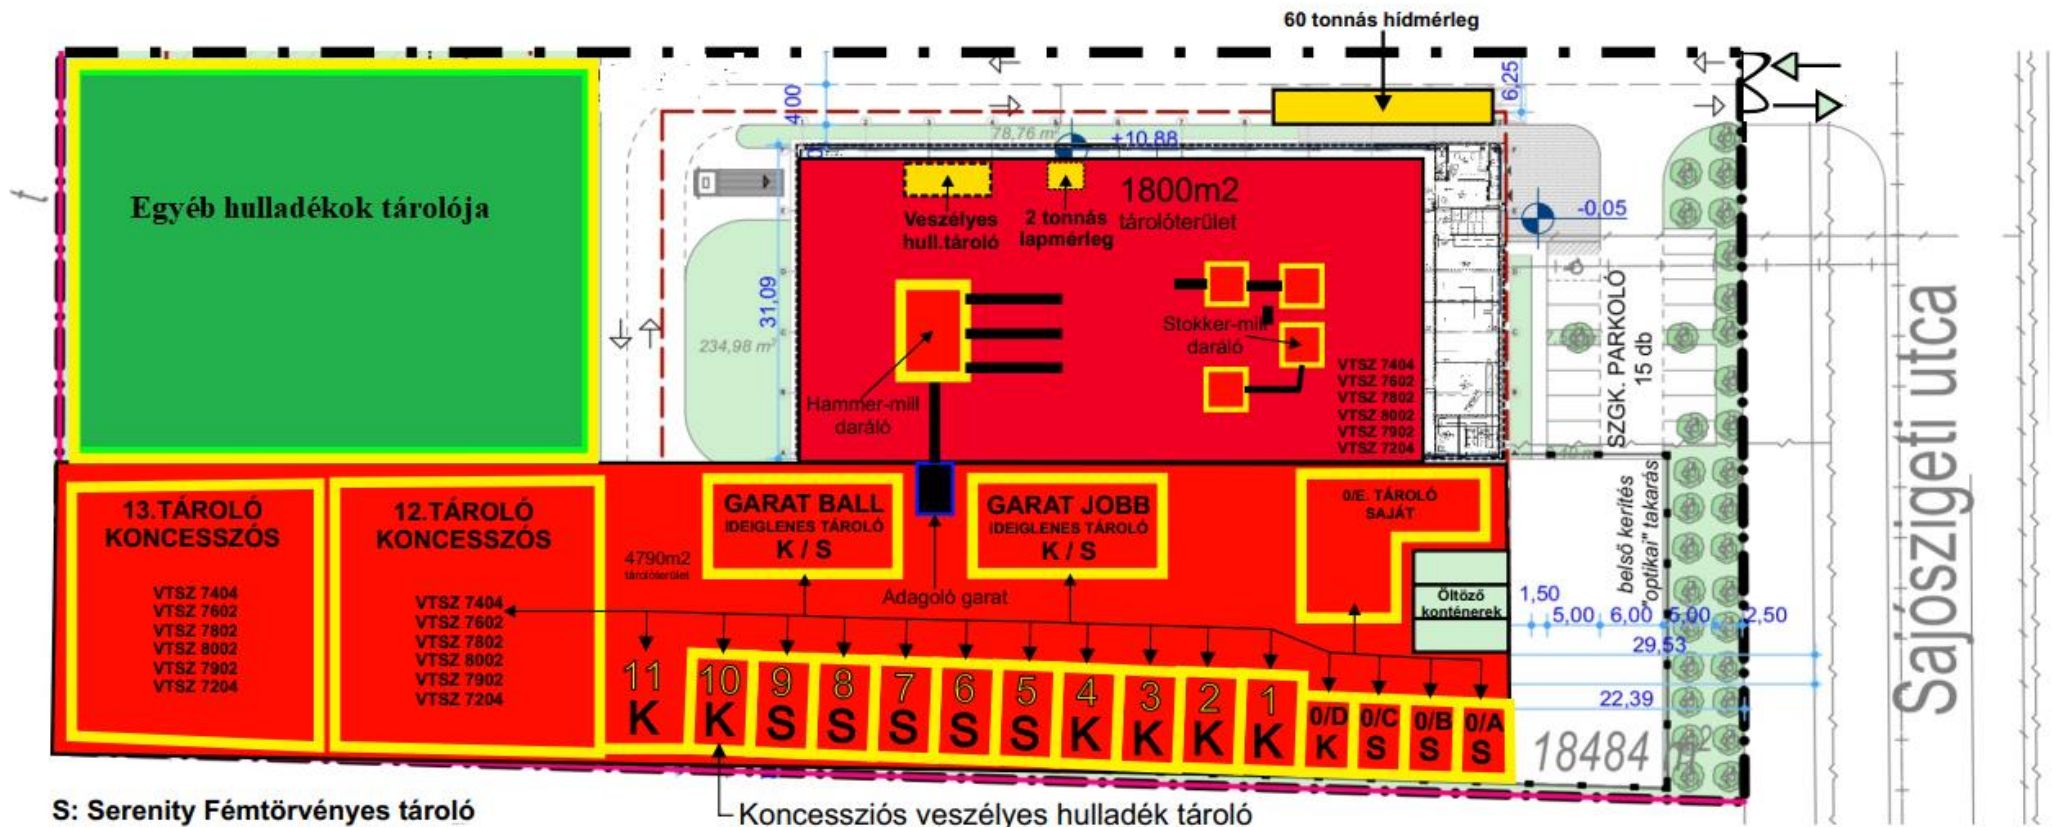 60 tonnás hídmérleg
6,25
4,00
78,76 m²
+10,88
Egyéb hulladékok tárolója
1800m2
tárolóterület
Veszélyes
hull.tároló
2 tonnás
lapmérleg
-0,05
31,09
234,98 m²
Hammer-mill
daráló
Stokker-mill
daráló
VTSZ 7404
VTSZ 7602
VTSZ 7802
VTSZ 8002
VTSZ 7902
VTSZ 7204
SZGK. PARKOLÓ
15 db
Sajószigeti utca
13.TÁROLÓ
KONCESSZÓS
VTSZ 7404
VTSZ 7602
VTSZ 7802
VTSZ 8002
VTSZ 7902
VTSZ 7204
12.TÁROLÓ
KONCESSZÓS
VTSZ 7404
VTSZ 7602
VTSZ 7802
VTSZ 8002
VTSZ 7902
VTSZ 7204
4790m2
tárolóterület
GARAT BALL
IDEIGLENES TÁROLÓ
K / S
Adagoló garat
GARAT JOBB
IDEIGLENES TÁROLÓ
K / S
0/E. TÁROLÓ
SAJÁT
Öltöző
konténerek
belső kerítés
"optikai" takarás
1,50
5,00
6,00
5,00
2,50
29,53
22,39
18484 m²
11
K
10
K
9
S
8
S
7
S
6
S
5
S
4
K
3
K
2
K
1
K
0/D
K
0/C
S
0/B
S
0/A
S
S: Serenity Fémtörvényes tároló
Koncessziós veszélyes hulladék tároló